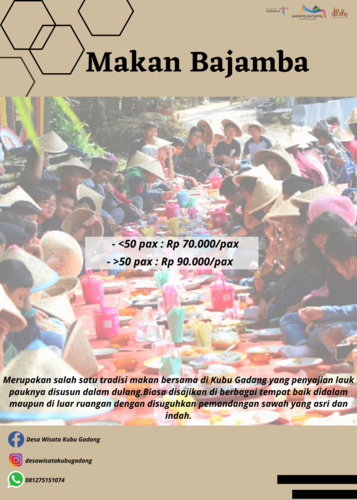 Makan Bajamba
- <50 pax : Rp 70.000/pax
- >50 pax : Rp 90.000/pax
Merupakan salah satu tradisi makan bersama di Kubu Gadang yang penyajian lauk
pauknya disusun dalam dulang.Biasa disajikan di berbagai tempat baik didalam
maupun di luar ruangan dengan disuguhkan pemandangan sawah yang asri dan
indah.
Desa Wisata Kubu Gadang
desawisatakubugadang
081275151074